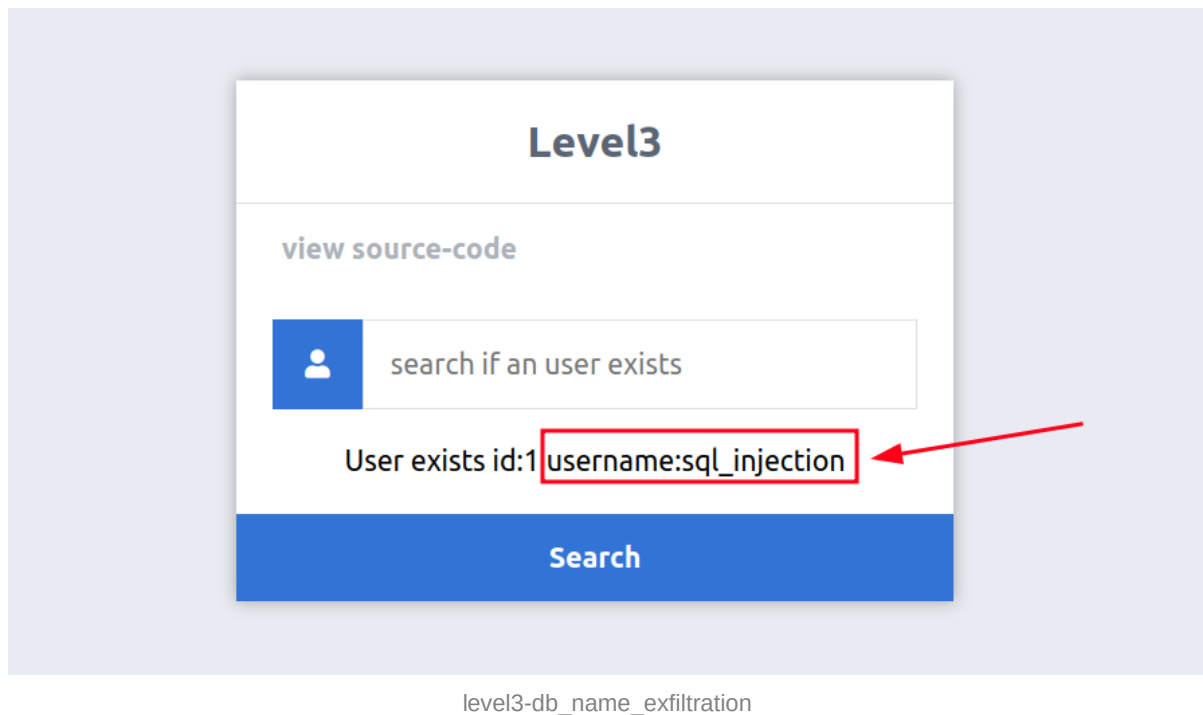 Level3
view source-code
search if an user exists
User exists id:1 username:sql_injection
Search
level3-db_name_exfiltration